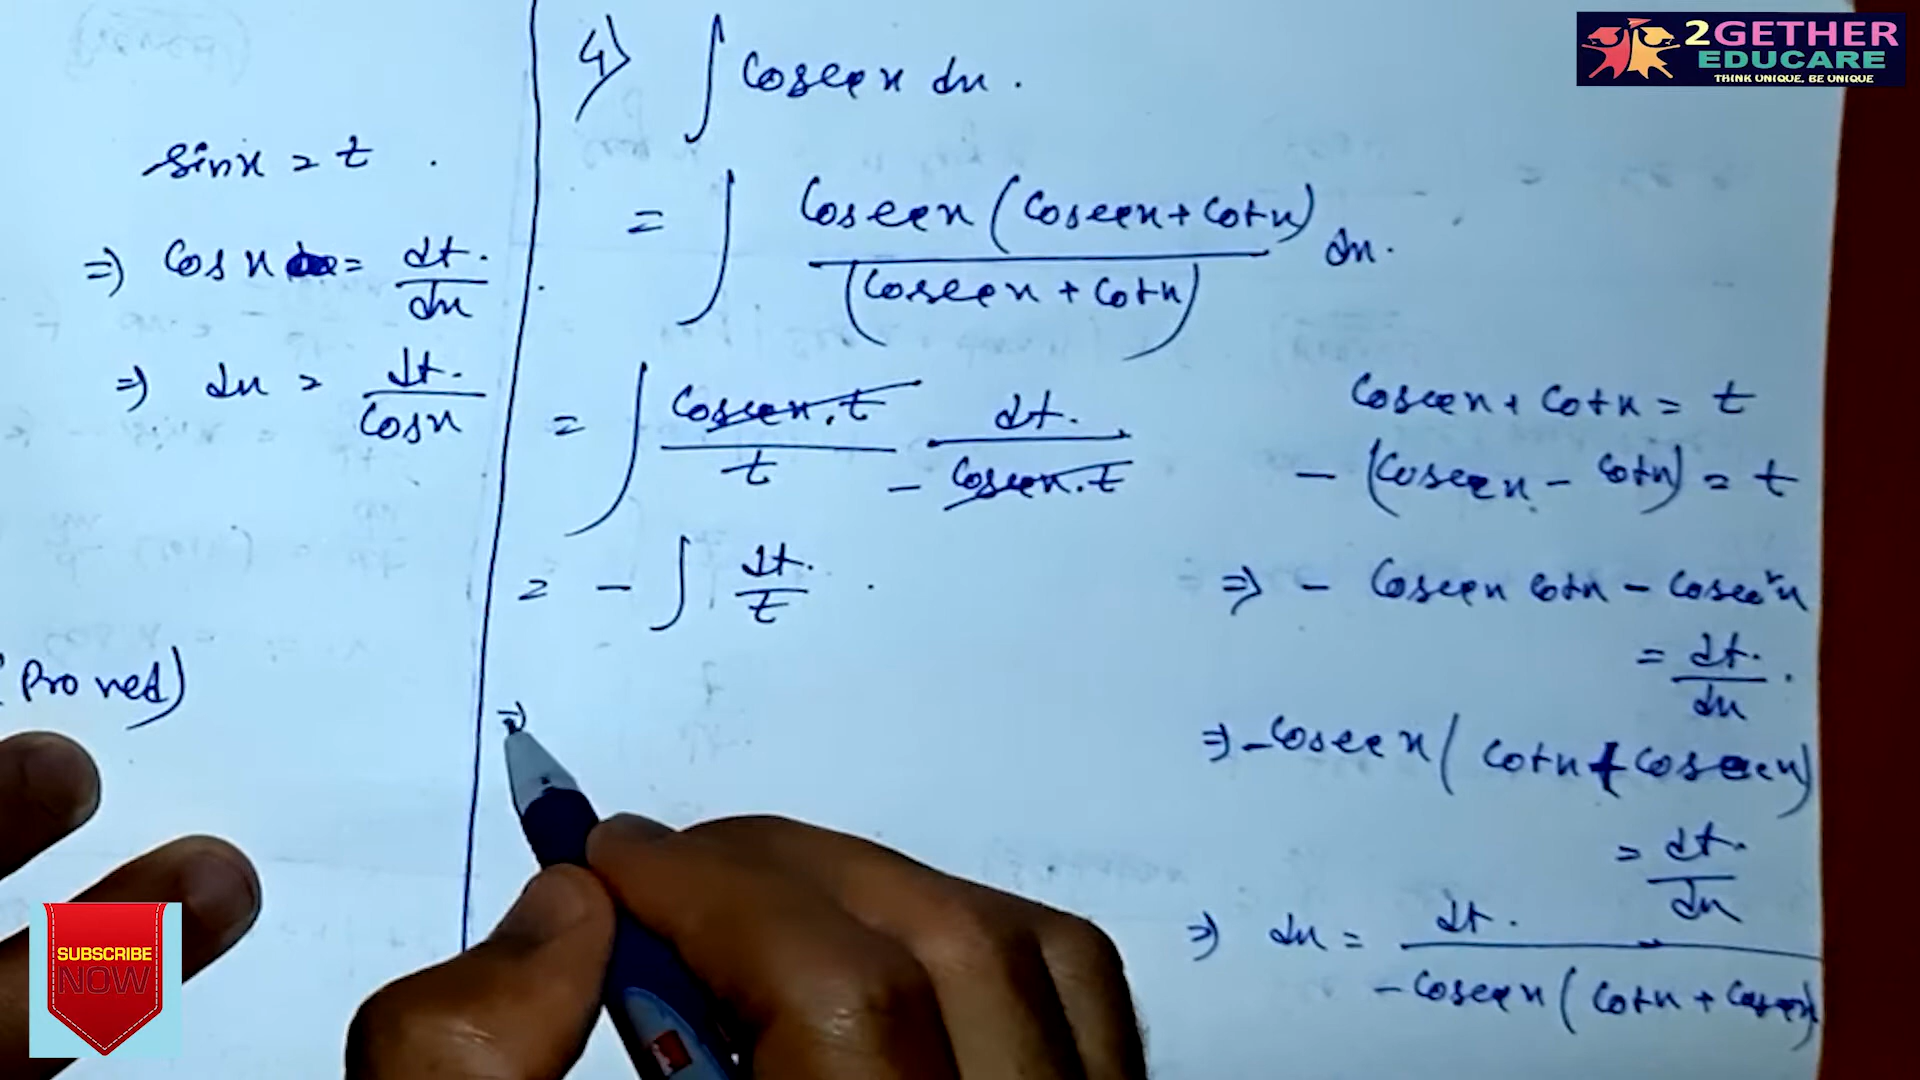 sinx = t .
=> Cos x = dt. / dx
=> dx = dt. / Cosx
(Proved)
4) ∫ Cosecx dx .
= ∫ Cosecx (Cosecx + Cotx) / (Cosecx + Cotx) dx.
= ∫ Cosecx.t / t dt. / - Cosecx.t
= - ∫ dt. / t .
=>
Cosecx + Cotx = t
- (Cosecx - Cotx) = t
=> - Cosecx Cotx - Cosec²x
= dt. / dx .
=> -Cosecx ( Cotx + Cosecx)
= dt. / dx
=> dx = dt. / -Cosecx ( Cotx + Cosecx)
2GETHER
EDUCARE
THINK UNIQUE, BE UNIQUE
SUBSCRIBE
NOW